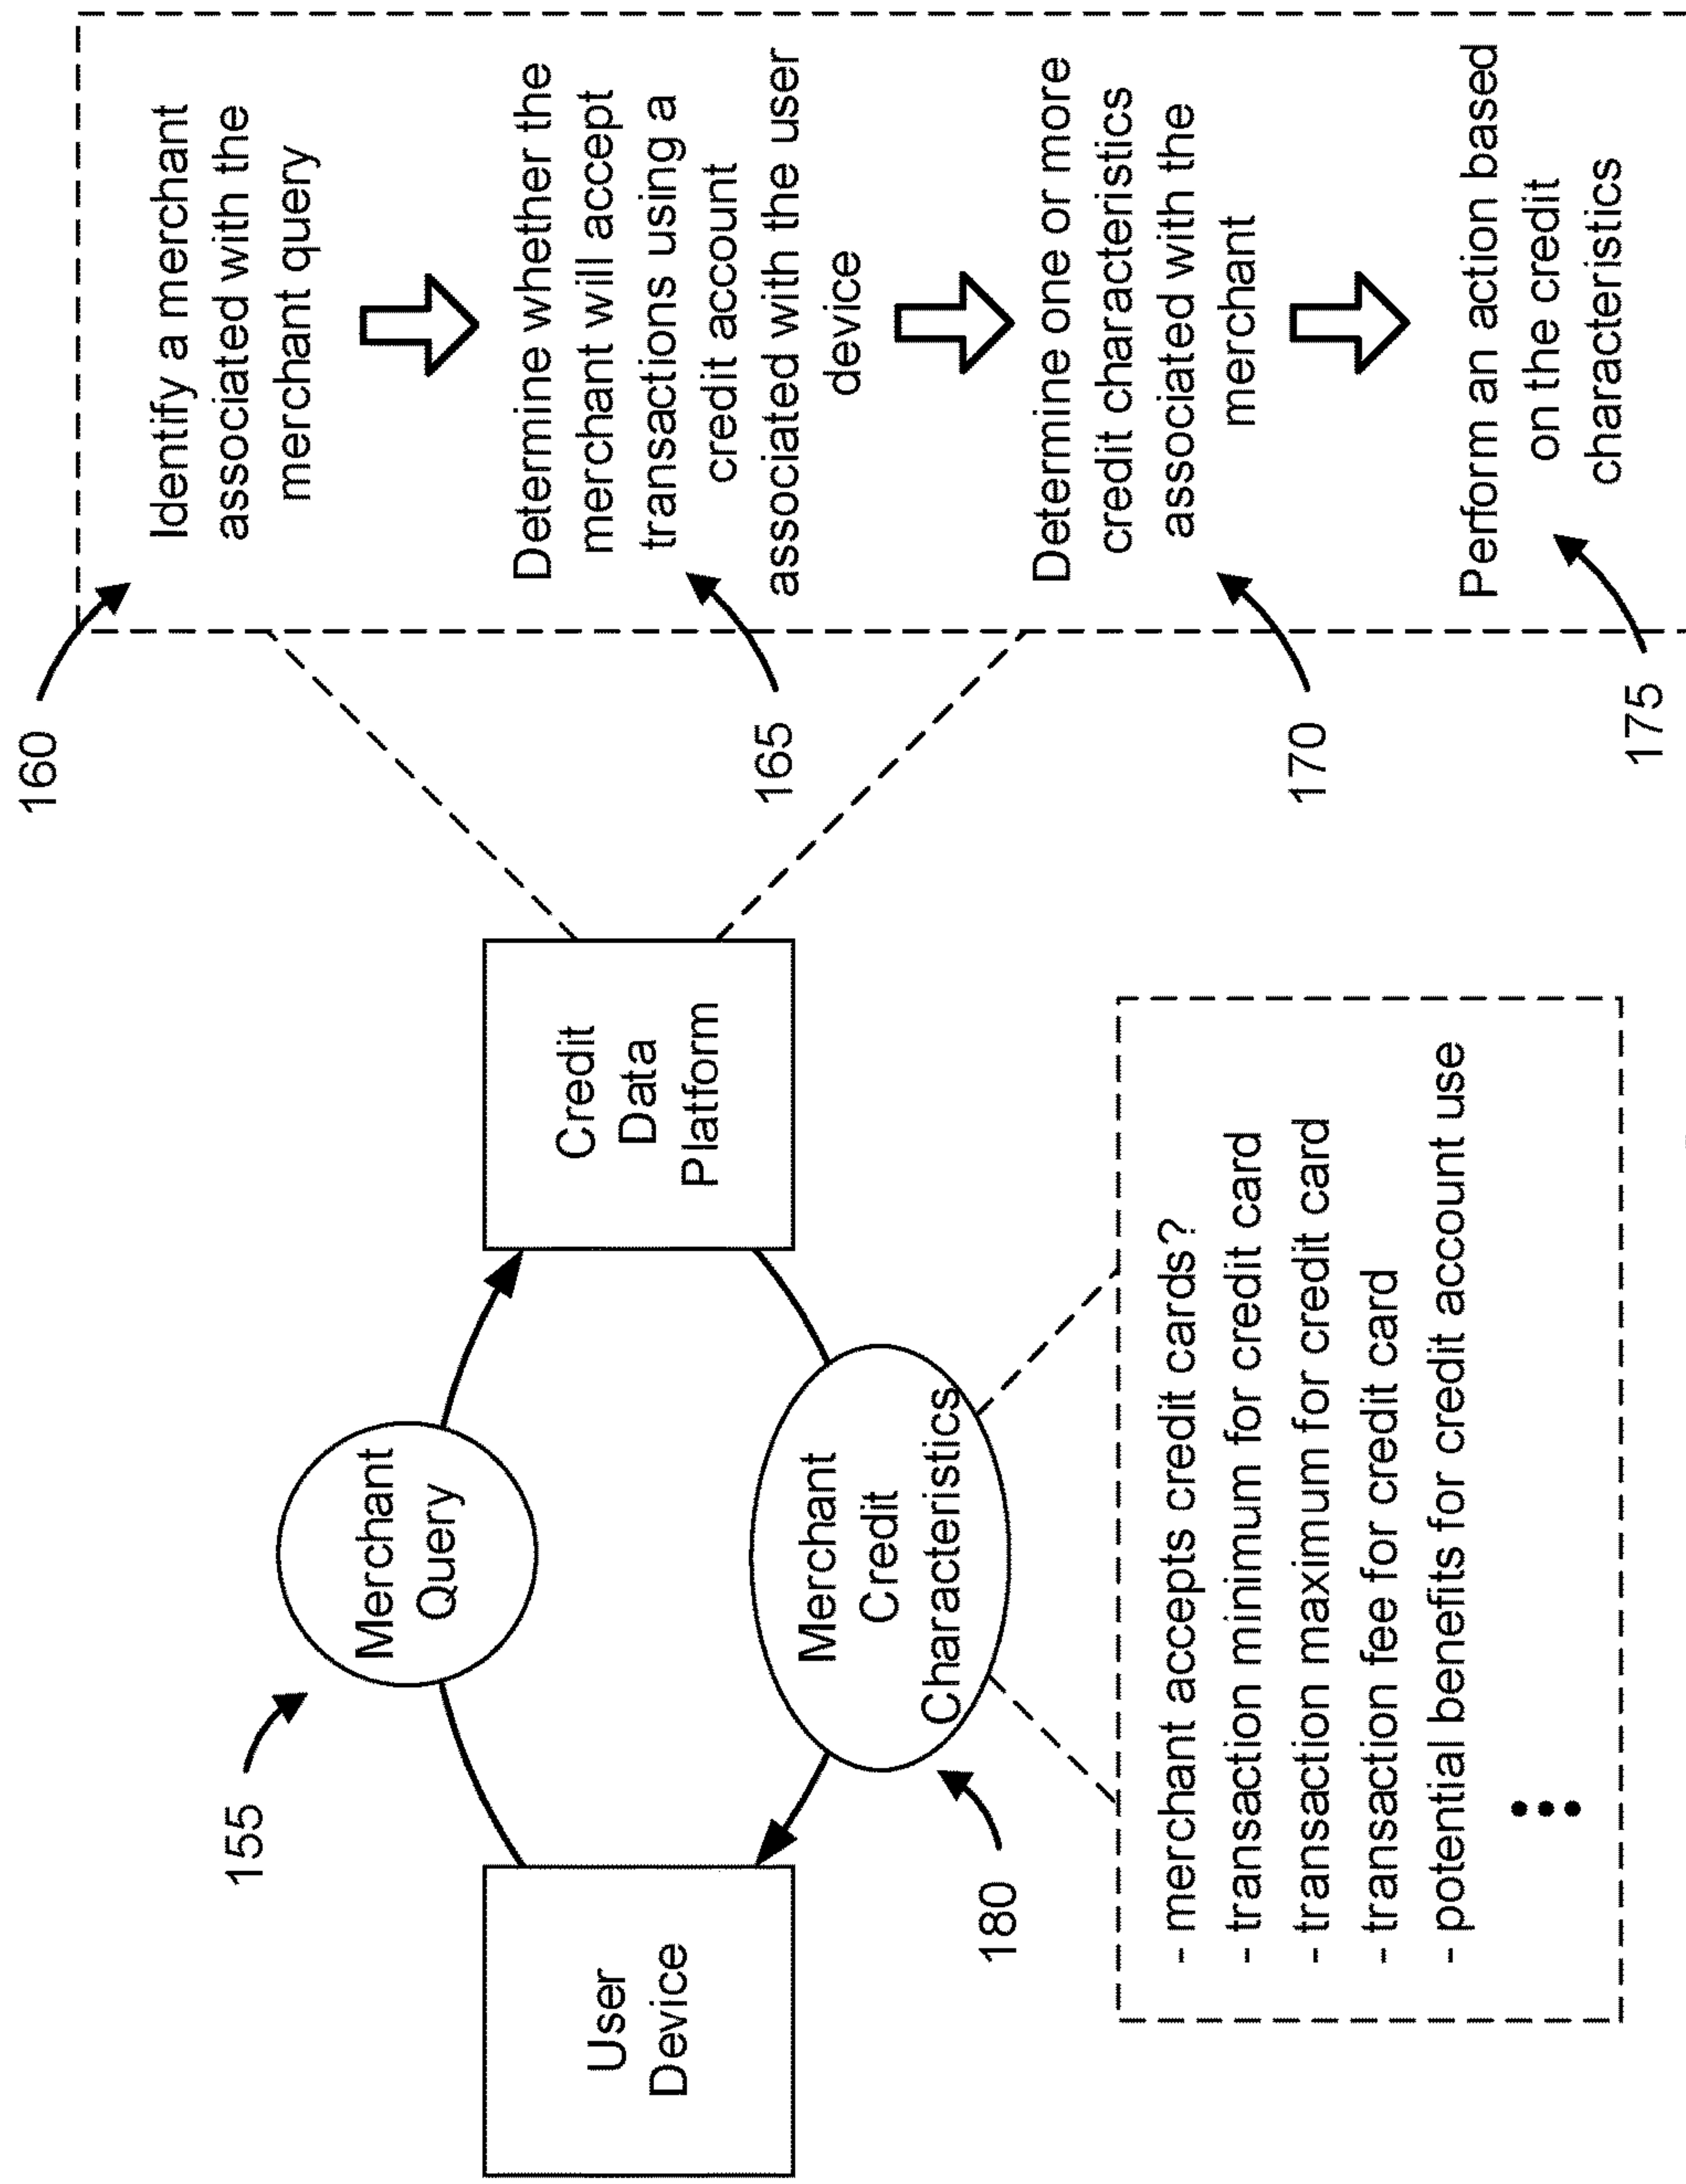 155
Merchant
Query
User
Device
Credit
Data
Platform
Merchant
Credit
Characteristics
180
- merchant accepts credit cards?
- transaction minimum for credit card
- transaction maximum for credit card
- transaction fee for credit card
- potential benefits for credit account use
160
Identify a merchant
associated with the
merchant query
165
Determine whether the
merchant will accept
transactions using a
credit account
associated with the user
device
170
Determine one or more
credit characteristics
associated with the
merchant
175
Perform an action based
on the credit
characteristics